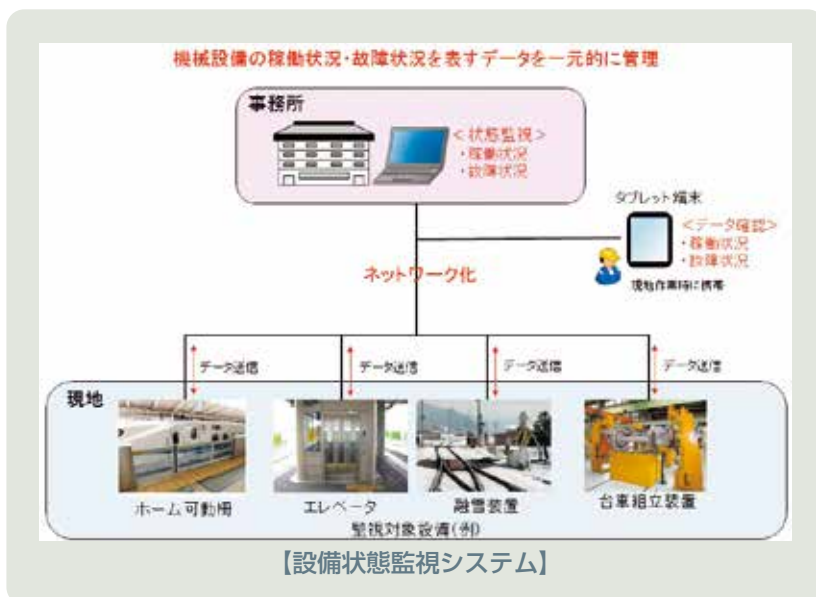 機械設備の稼働状況・故障状況を表すデータを一元的に管理
事務所
<状態監視>
・稼働状況
・故障状況
タブレット端末
<データ確認>
・稼働状況
・故障状況
現地作業時に携帯
ネットワーク化
データ送信
データ送信
データ送信
データ送信
現地
ホーム可動柵
エレベータ
融雪装置
台車組立装置
監視対象設備(例)
【設備状態監視システム】